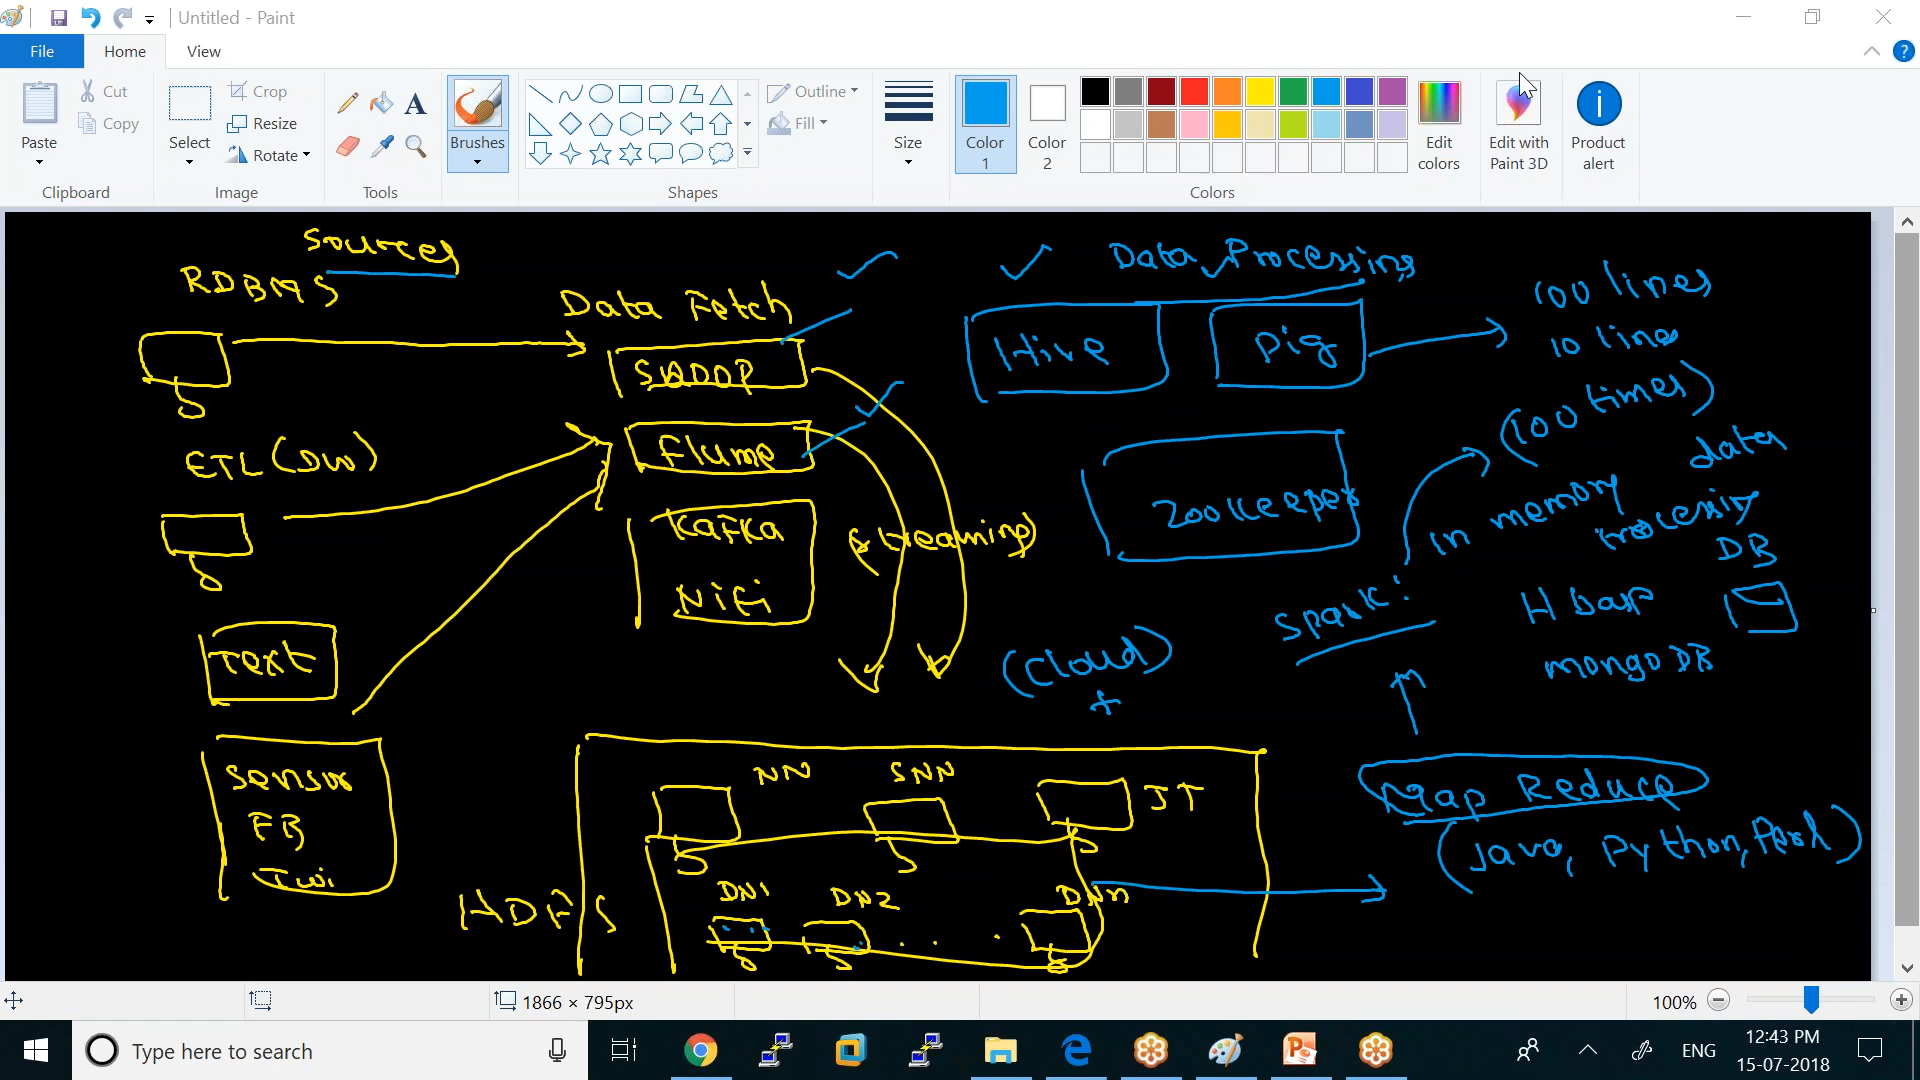 Untitled - Paint
File
Home
View
Paste
Cut
Copy
Clipboard
Select
Crop
Resize
Rotate
Image
Tools
Brushes
Shapes
Outline
Fill
Size
Color 1
Color 2
Colors
Edit colors
Edit with Paint 3D
Product alert
Sources
RDBMS
Data Fetch
SQOOP
ETL (DW)
Flume
Kafka
NiFi
(Streaming)
Text
Sensor
FB
Twi
Data Processing
Hive
Pig
100 lines
10 line
(100 times)
Zookeeper
in memory
data
processing
DB
Spark:
H base
mongo DB
(Cloud)
+
NN
SNN
JT
Map Reduce
(Java, Python, Perl)
HDFS
DN1
DN2
DNn
1866 × 795px
100%
Type here to search
ENG
12:43 PM
15-07-2018